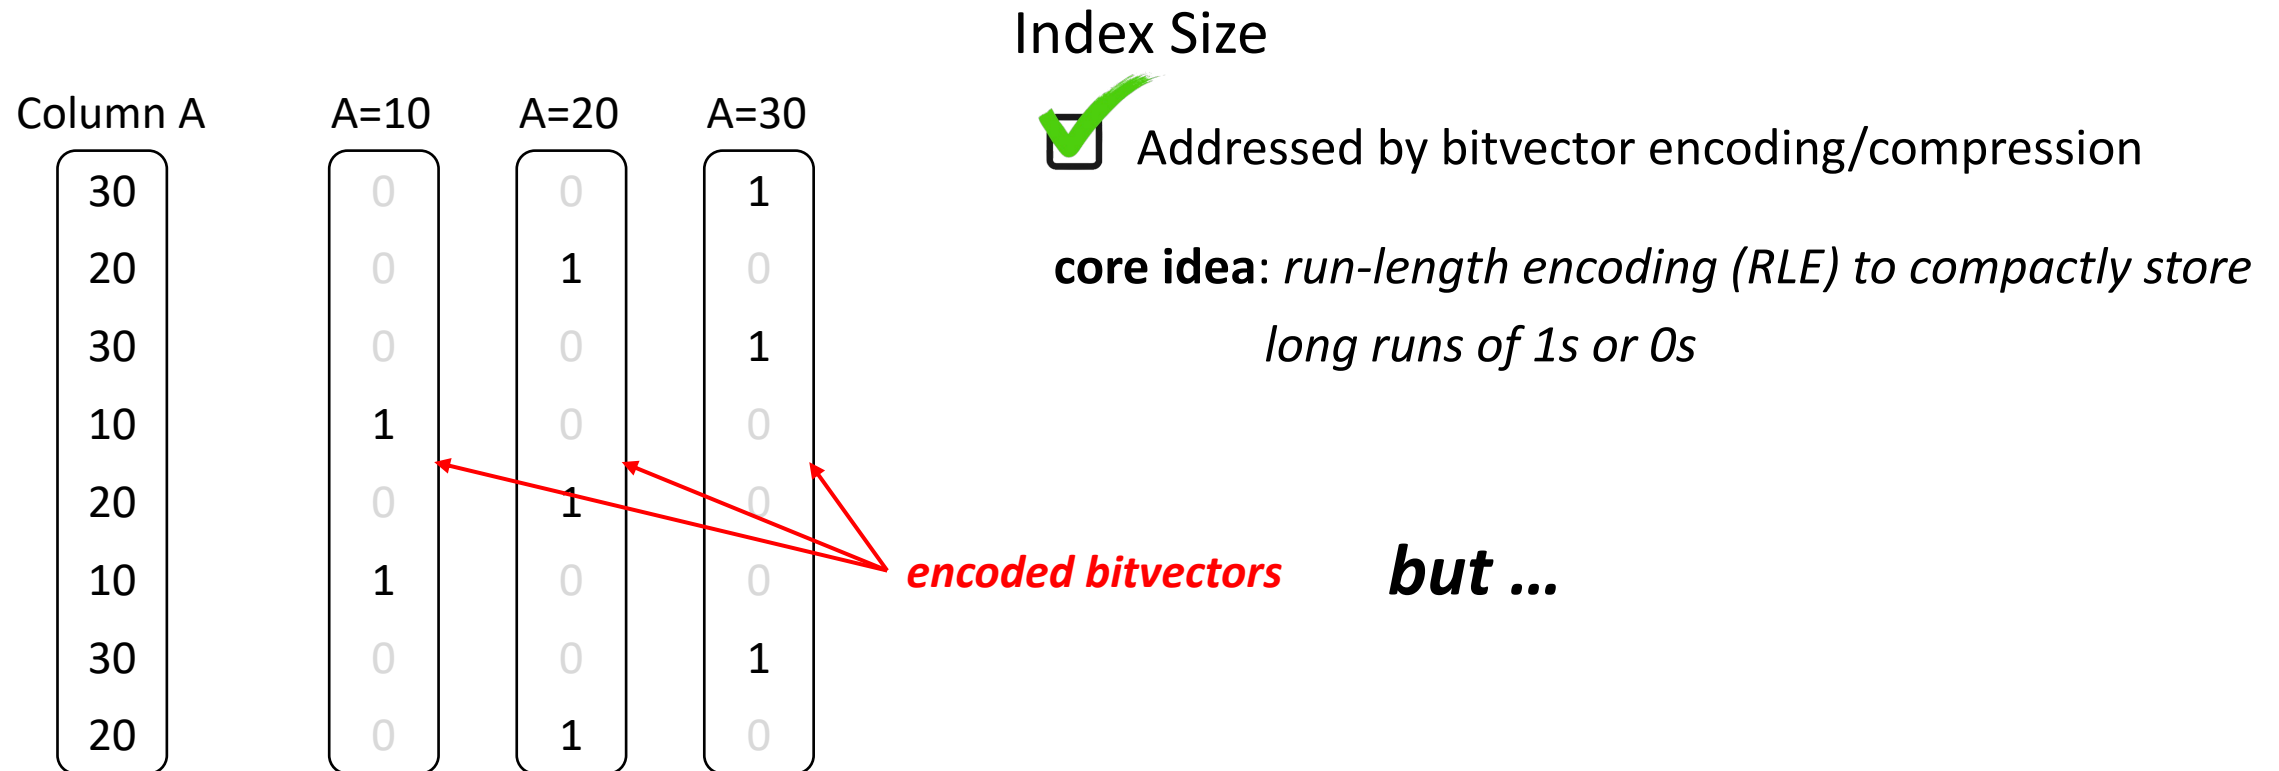 Index Size
Column A A=10 A=20 A=30
Addressed by bitvector encoding/compression
30 0 0 1
20 0 1 0
core idea: run-length encoding (RLE) to compactly store
30 0 0 1
long runs of 1s or 0s
10 1 0 0
20 0 1 0
10 1 0 0
encoded bitvectors but ...
30 0 0 1
20 0 1 0